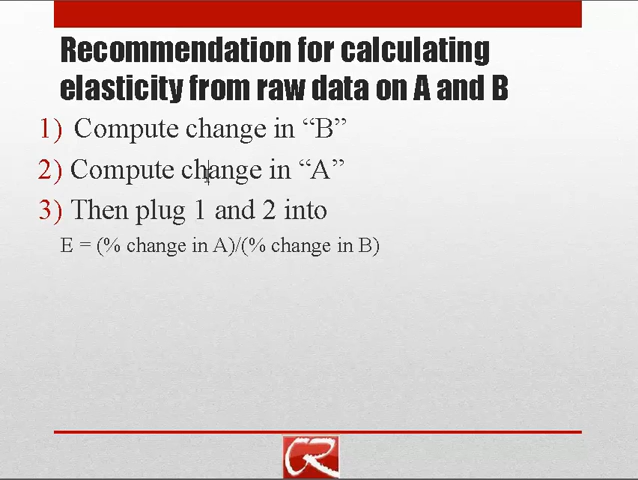 Recommendation for calculating
elasticity from raw data on A and B
1) Compute change in “B”
2) Compute change in “A”
3) Then plug 1 and 2 into
E = (% change in A)/(% change in B)